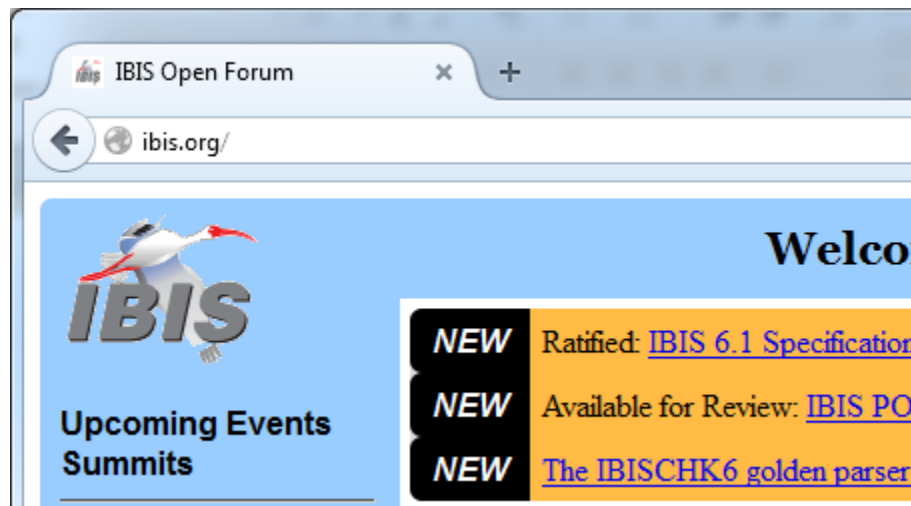 IBIS Open Forum
ibis.org/
IBIS
Upcoming Events
Summits
NEW Ratified: IBIS 6.1 Specification
NEW Available for Review: IBIS PO
NEW The IBISCHK6 golden parser